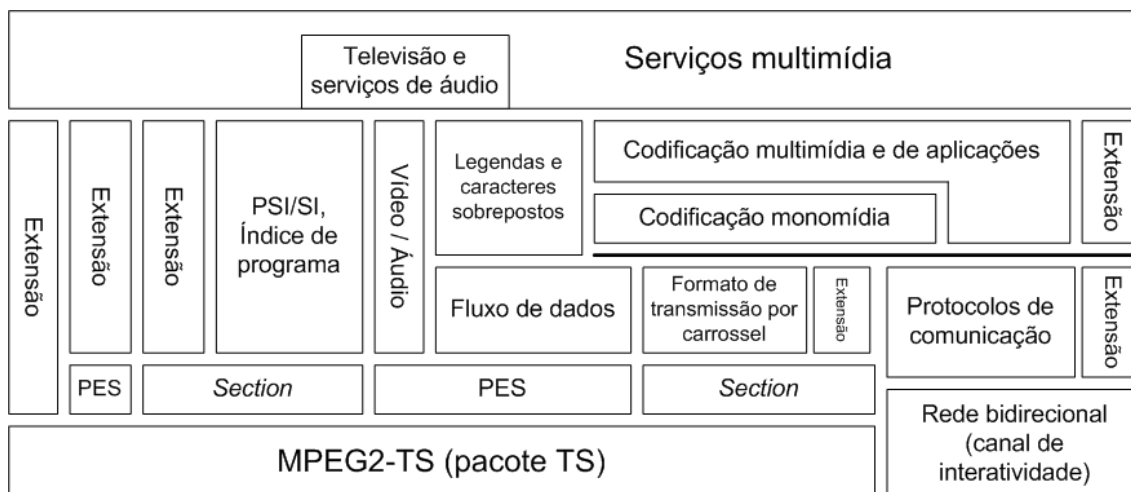 Televisão e
serviços de áudio
Serviços multimídia
Extensão
Extensão
Extensão
PSI/SI,
Índice de
programa
Vídeo / Áudio
Legendas e
caracteres
sobrepostos
Codificação multimídia e de aplicações
Codificação monomídia
Extensão
Fluxo de dados
Formato de
transmissão por
carrossel
Extensão
Protocolos de
comunicação
Extensão
PES
Section
PES
Section
MPEG2-TS (pacote TS)
Rede bidirecional
(canal de
interatividade)